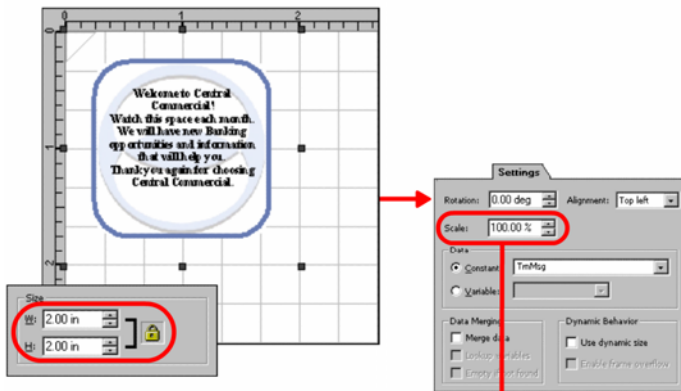 0 1 2
0
Welcome to Central
Commercial!
Watch this space each month.
We will have new Banking
opportunities and information
that will help you.
Thank you again for choosing
Central Commercial.
1
2
Size
W: 2.00 in
H: 2.00 in
Settings
Rotation: 0.00 deg Alignment: Top left
Scale: 100.00 %
Data
Constant: TmMsg
Variable:
Data Merging
Merge data
Lookup variables
Empty if not found
Dynamic Behavior
Use dynamic size
Enable frame overflow